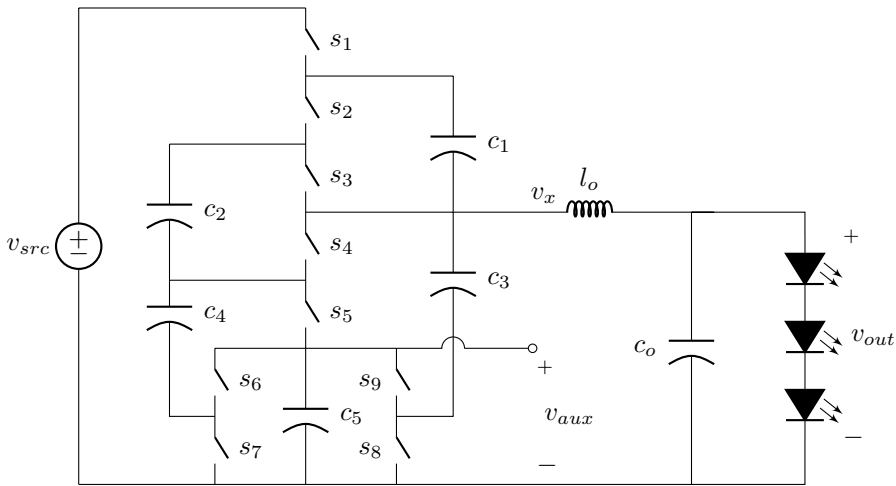 s1
s2
c1
s3
vx
lo
c2
vsrc
+
−
s4
+
c3
c4
s5
co
vout
s6
s9
+
c5
vaux
s7
s8
−
−